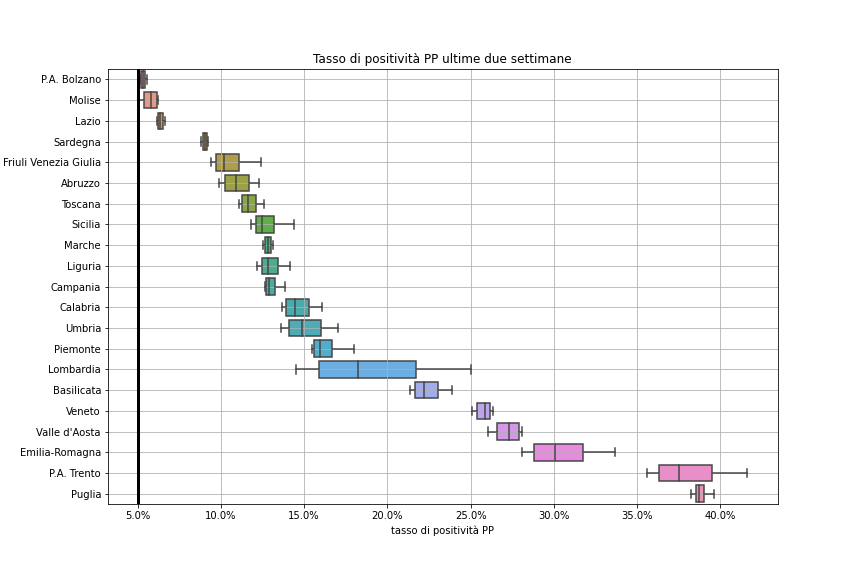 Tasso di positività PP ultime due settimane
P.A. Bolzano
Molise
Lazio
Sardegna
Friuli Venezia Giulia
Abruzzo
Toscana
Sicilia
Marche
Liguria
Campania
Calabria
Umbria
Piemonte
Lombardia
Basilicata
Veneto
Valle d'Aosta
Emilia-Romagna
P.A. Trento
Puglia
5.0% 10.0% 15.0% 20.0% 25.0% 30.0% 35.0% 40.0%
tasso di positività PP